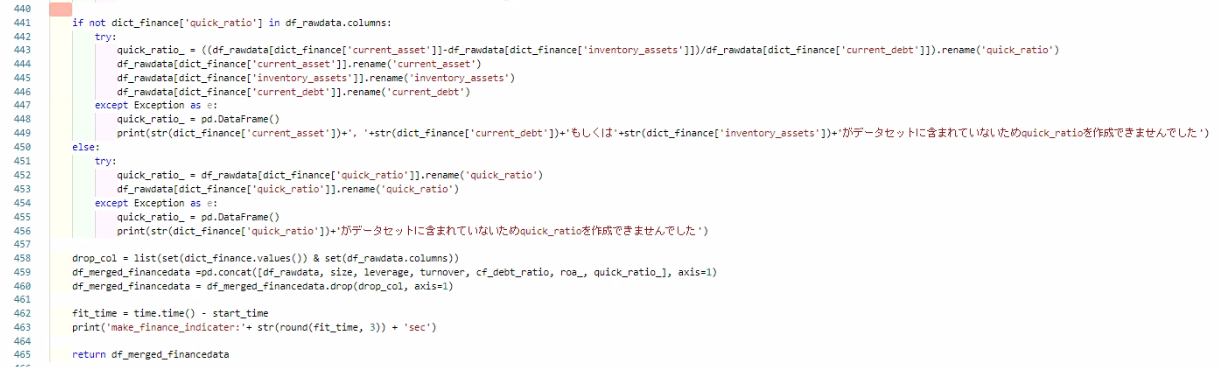 440
441 if not dict_finance['quick_ratio'] in df_rawdata.columns:
442 try:
443 quick_ratio_ = ((df_rawdata[dict_finance['current_asset']]-df_rawdata[dict_finance['inventory_assets']])/df_rawdata[dict_finance['current_debt']]).rename('quick_ratio')
444 df_rawdata[dict_finance['current_asset']].rename('current_asset')
445 df_rawdata[dict_finance['inventory_assets']].rename('inventory_assets')
446 df_rawdata[dict_finance['current_debt']].rename('current_debt')
447 except Exception as e:
448 quick_ratio_ = pd.DataFrame()
449 print(str(dict_finance['current_asset'])+', '+str(dict_finance['current_debt'])+'もしくは'+str(dict_finance['inventory_assets'])+'がデータセットに含まれていないためquick_ratioを作成できませんでした')
450 else:
451 try:
452 quick_ratio_ = df_rawdata[dict_finance['quick_ratio']].rename('quick_ratio')
453 df_rawdata[dict_finance['quick_ratio']].rename('quick_ratio')
454 except Exception as e:
455 quick_ratio_ = pd.DataFrame()
456 print(str(dict_finance['quick_ratio'])+'がデータセットに含まれていないためquick_ratioを作成できませんでした')
457
458 drop_col = list(set(dict_finance.values()) & set(df_rawdata.columns))
459 df_merged_financedata =pd.concat([df_rawdata, size, leverage, turnover, cf_debt_ratio, roa_, quick_ratio_], axis=1)
460 df_merged_financedata = df_merged_financedata.drop(drop_col, axis=1)
461
462 fit_time = time.time() - start_time
463 print('make_finance_indicater:'+ str(round(fit_time, 3)) + 'sec')
464
465 return df_merged_financedata